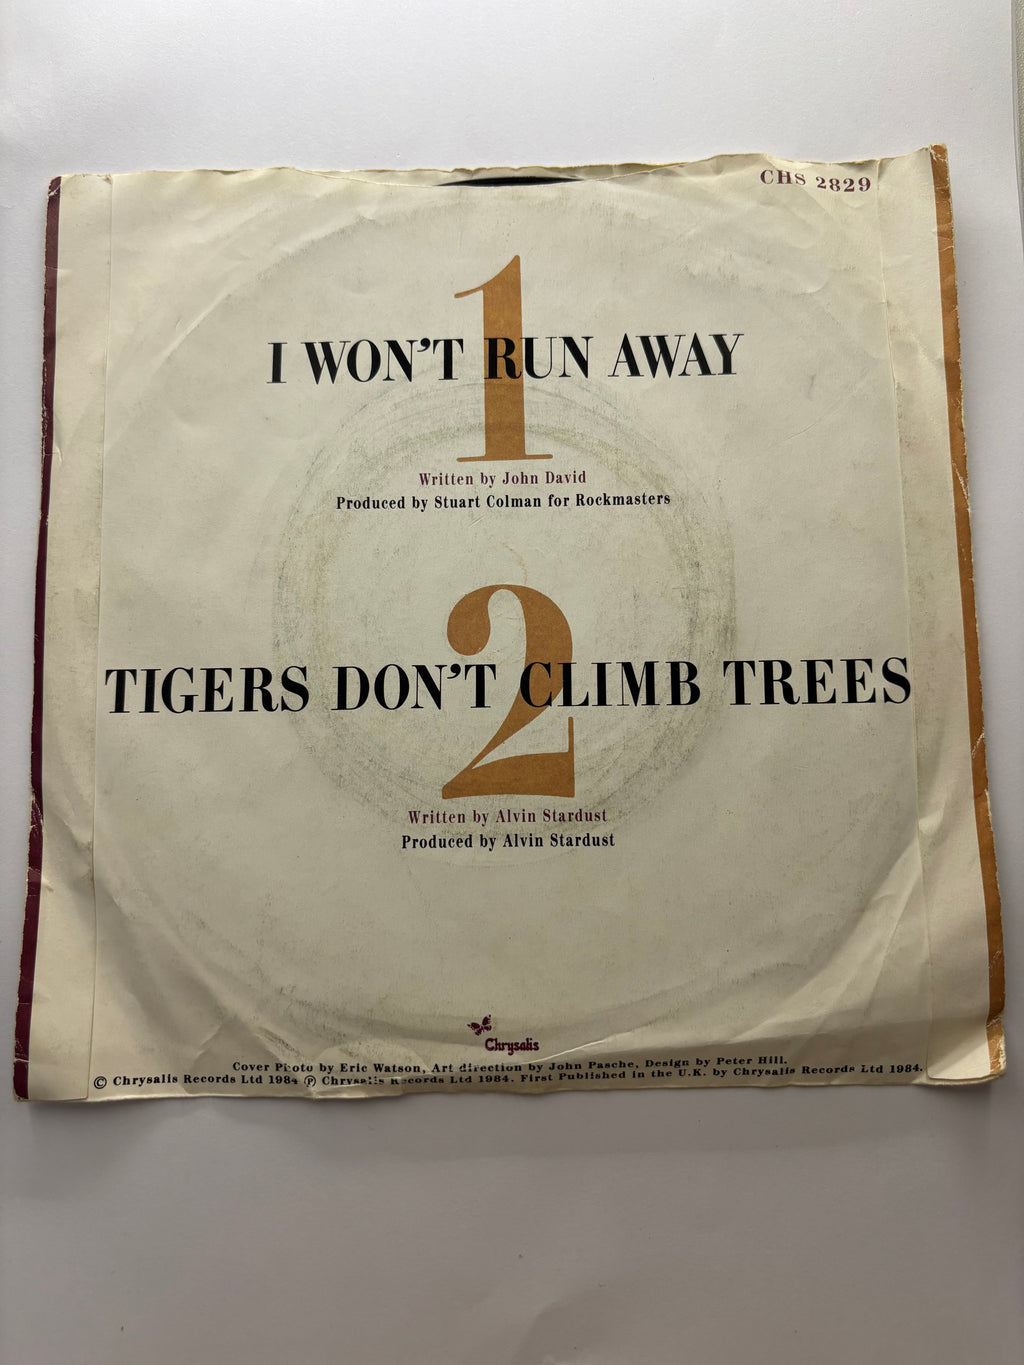 CHS 2829
1
I WON'T RUN AWAY
Written by John David
Produced by Stuart Colman for Rockmasters
2
TIGERS DON'T CLIMB TREES
Written by Alvin Stardust
Produced by Alvin Stardust
Chrysalis
Cover Photo by Eric Watson, Art direction by John Pasche, Design by Peter Hill.
© Chrysalis Records Ltd 1984 ℗ Chrysalis Records Ltd 1984. First Published in the U.K. by Chrysalis Records Ltd 1984.